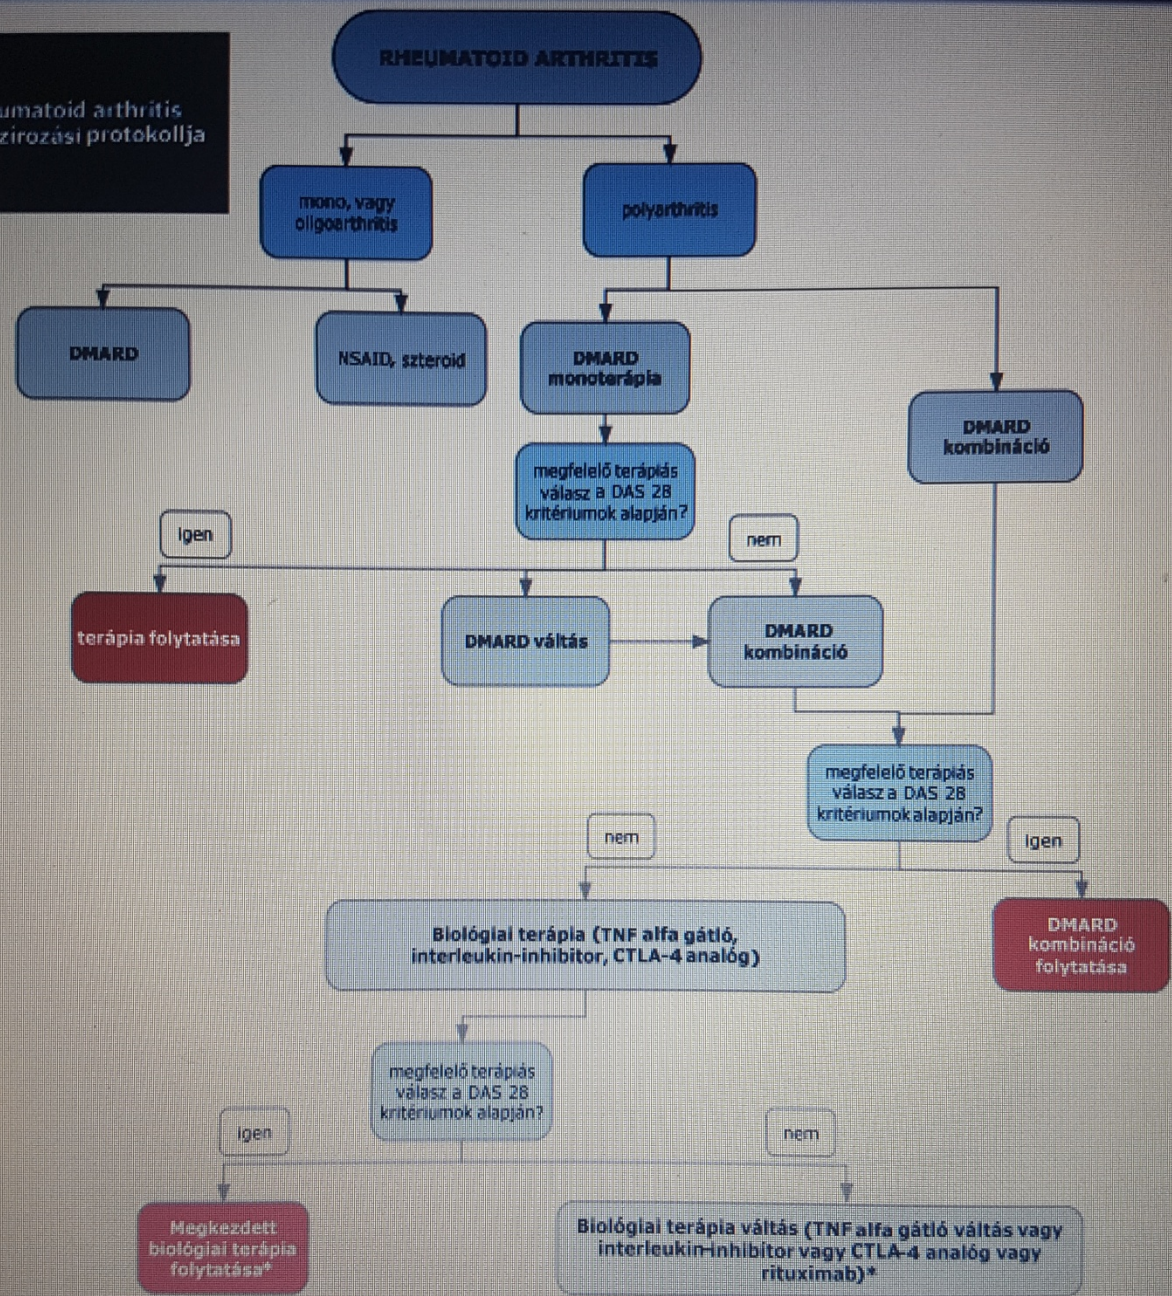 RHEUMATOID ARTHRITIS
umatoid arthritis
zírozási protokollja
mono, vagy
oligoarthritis
polyarthritis
DMARD
NSAID, szteroid
DMARD
monoterápia
DMARD
kombináció
megfelelő terápiás
válasz a DAS 28
kritériumok alapján?
igen
nem
terápia folytatása
DMARD váltás
DMARD
kombináció
megfelelő terápiás
válasz a DAS 28
kritériumok alapján?
nem
igen
Biológiai terápia (TNF alfa gátló,
interleukin-inhibitor, CTLA-4 analóg)
DMARD
kombináció
folytatása
megfelelő terápiás
válasz a DAS 28
kritériumok alapján?
igen
nem
Megkezdett
biológiai terápia
folytatása*
Biológiai terápia váltás (TNF alfa gátló váltás vagy
interleukin-inhibitor vagy CTLA-4 analóg vagy
rituximab)*